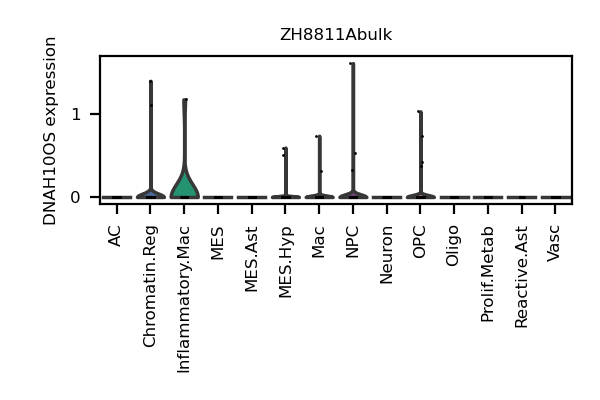 ZH8811Abulk
DNAH10OS expression
1
0
AC
Chromatin.Reg
Inflammatory.Mac
MES
MES.Ast
MES.Hyp
Mac
NPC
Neuron
OPC
Oligo
Prolif.Metab
Reactive.Ast
Vasc